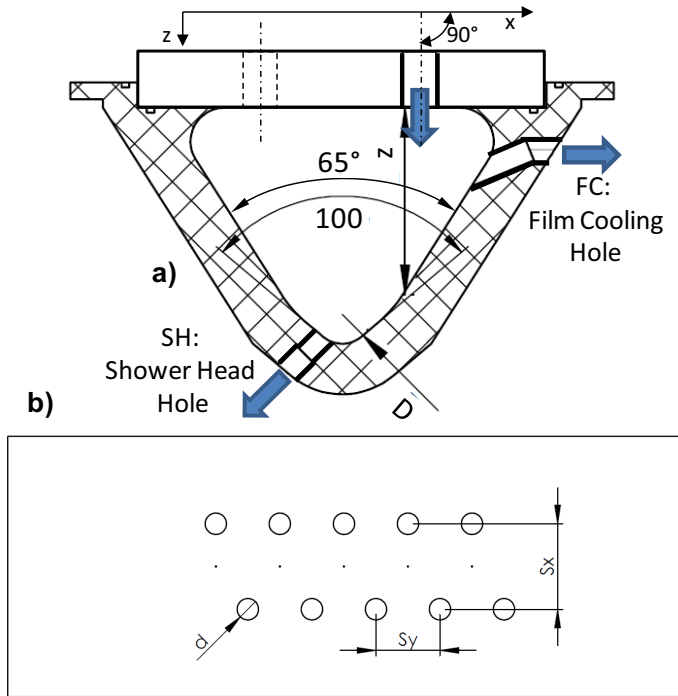 z
x
90°
z
65°
100
FC:
Film Cooling
Hole
a)
SH:
Shower Head
Hole
D
b)
Sx
d
Sy